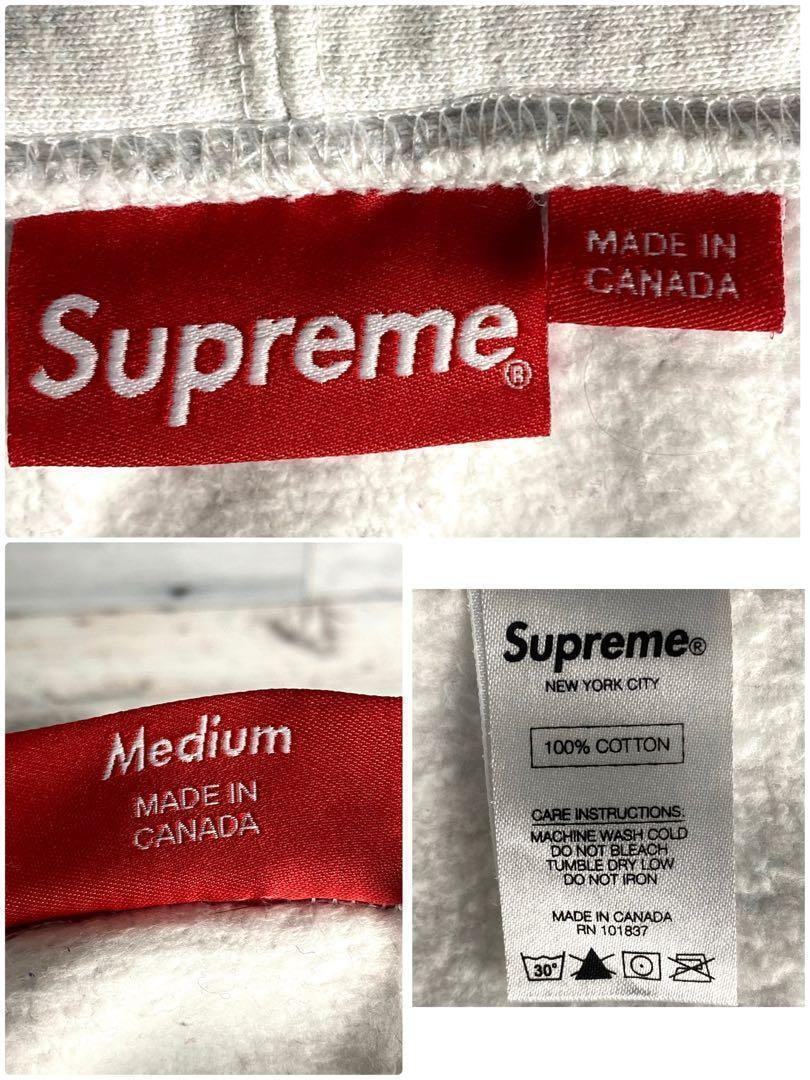 Supreme®
MADE IN
CANADA
Medium
MADE IN
CANADA
Supreme®
NEW YORK CITY
100% COTTON
CARE INSTRUCTIONS:
MACHINE WASH COLD
DO NOT BLEACH
TUMBLE DRY LOW
DO NOT IRON
MADE IN CANADA
RN 101837
30°